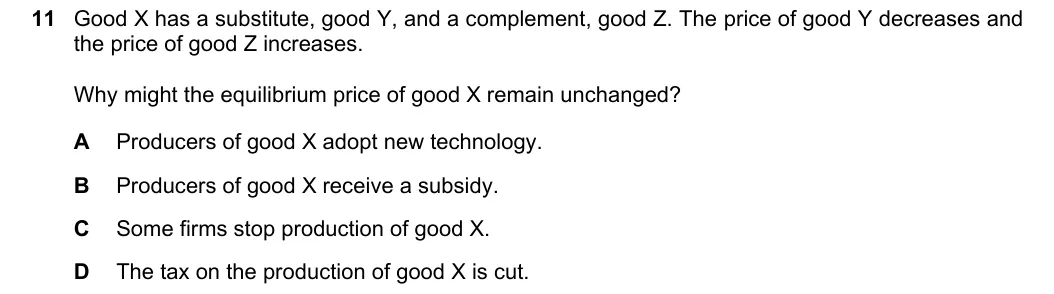 11 Good X has a substitute, good Y, and a complement, good Z. The price of good Y decreases and
the price of good Z increases.
Why might the equilibrium price of good X remain unchanged?
A Producers of good X adopt new technology.
B Producers of good X receive a subsidy.
C Some firms stop production of good X.
D The tax on the production of good X is cut.